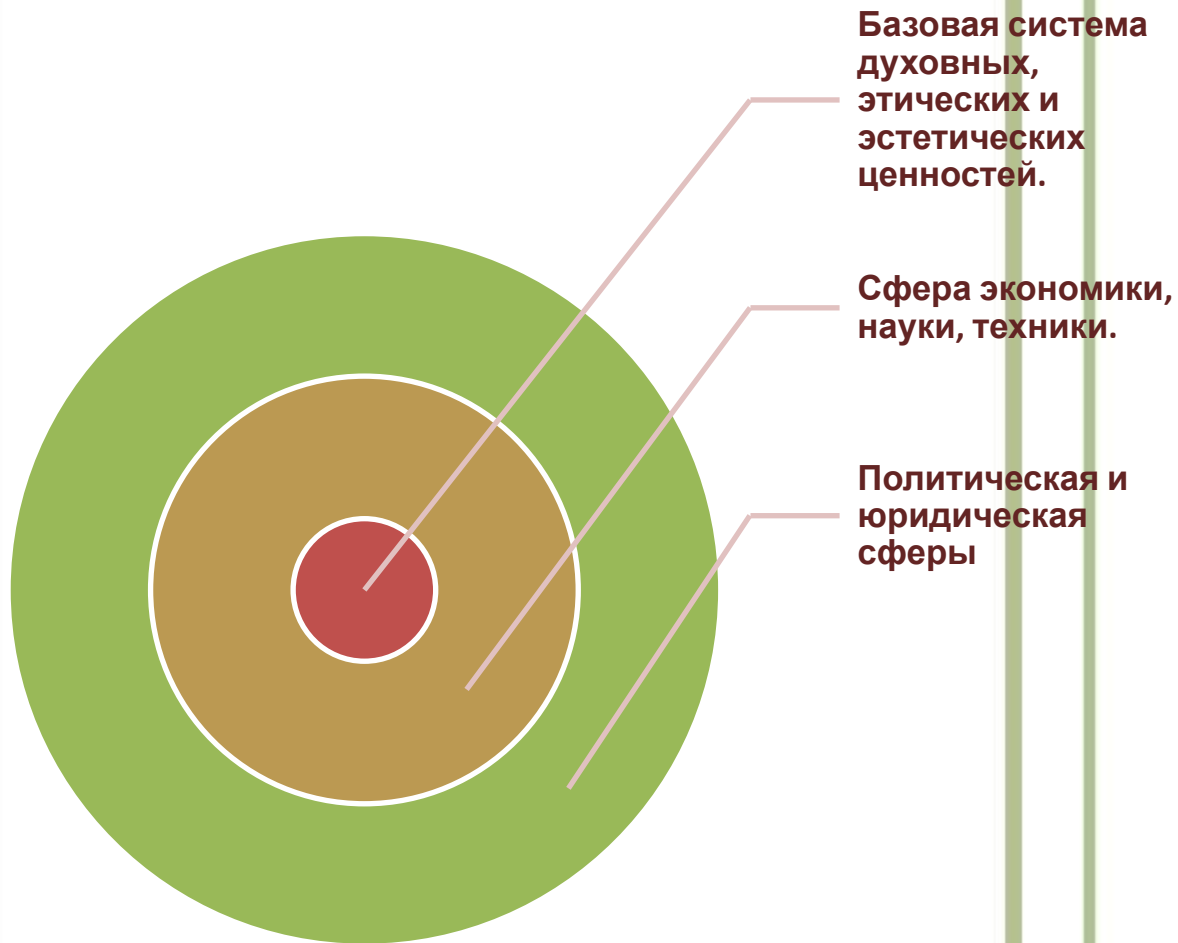 Базовая система
духовных,
этических и
эстетических
ценностей.
Сфера экономики,
науки, техники.
Политическая и
юридическая
сферы